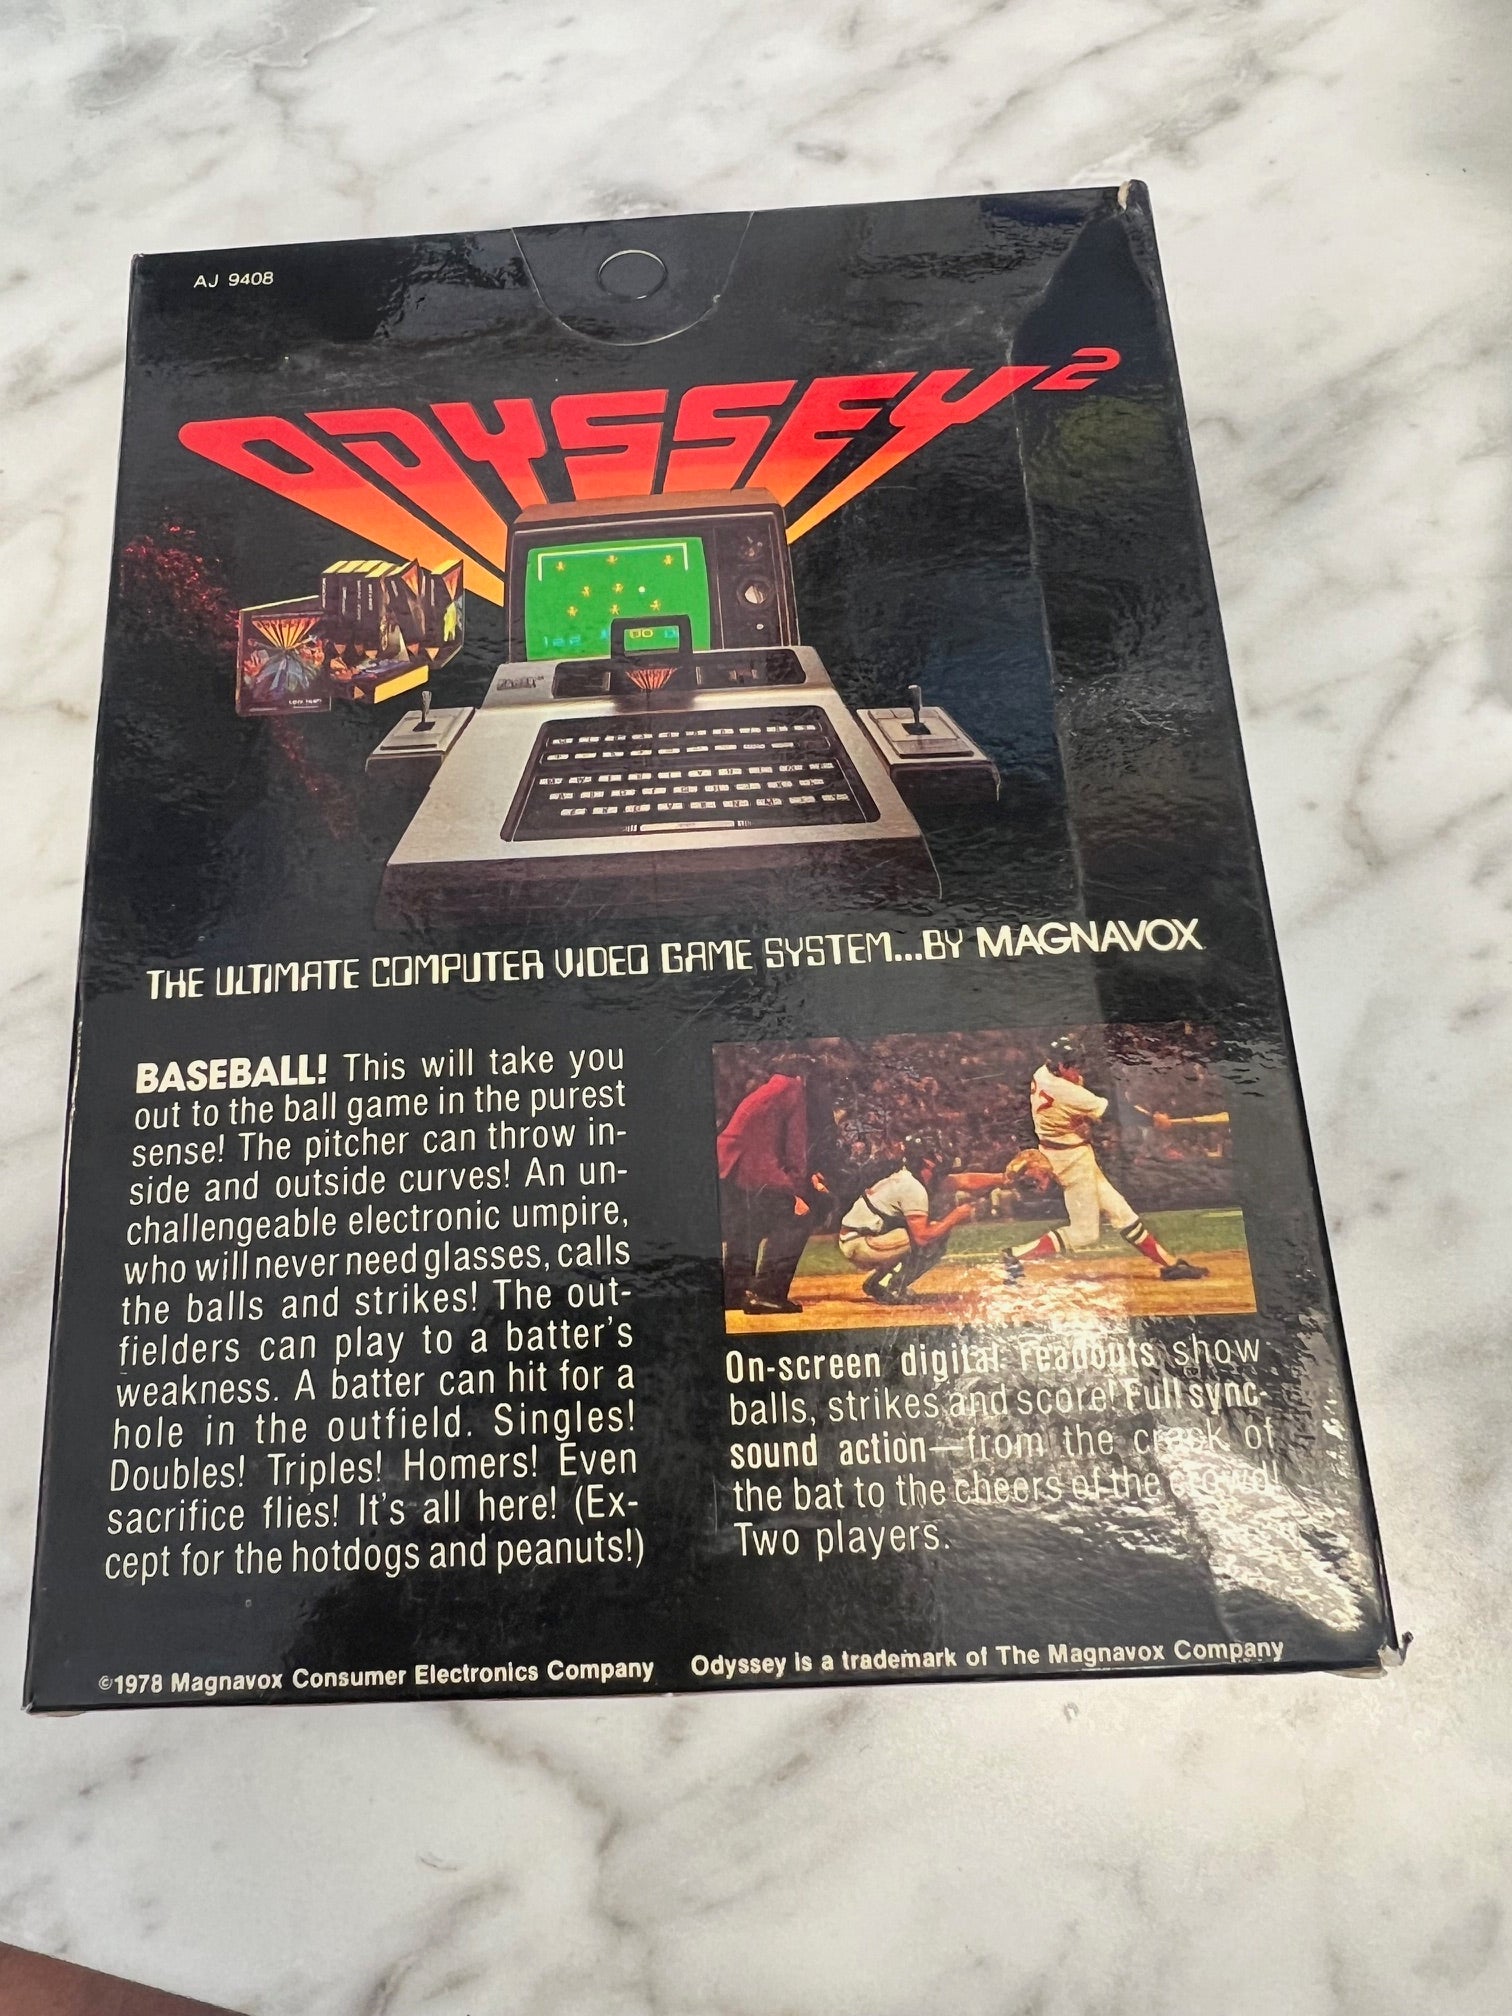 AJ 9408
ODYSSEY²
THE ULTIMATE COMPUTER VIDEO GAME SYSTEM...BY MAGNAVOX
BASEBALL! This will take you
out to the ball game in the purest
sense! The pitcher can throw in-
side and outside curves! An un-
challengeable electronic umpire,
who will never need glasses, calls
the balls and strikes! The out-
fielders can play to a batter's
weakness. A batter can hit for a
hole in the outfield. Singles!
Doubles! Triples! Homers! Even
sacrifice flies! It's all here! (Ex-
cept for the hotdogs and peanuts!)
On-screen digital readouts show
balls, strikes and score! Full sync-
sound action—from the crack of
the bat to the cheers of the crowd!
Two players.
©1978 Magnavox Consumer Electronics Company
Odyssey is a trademark of The Magnavox Company